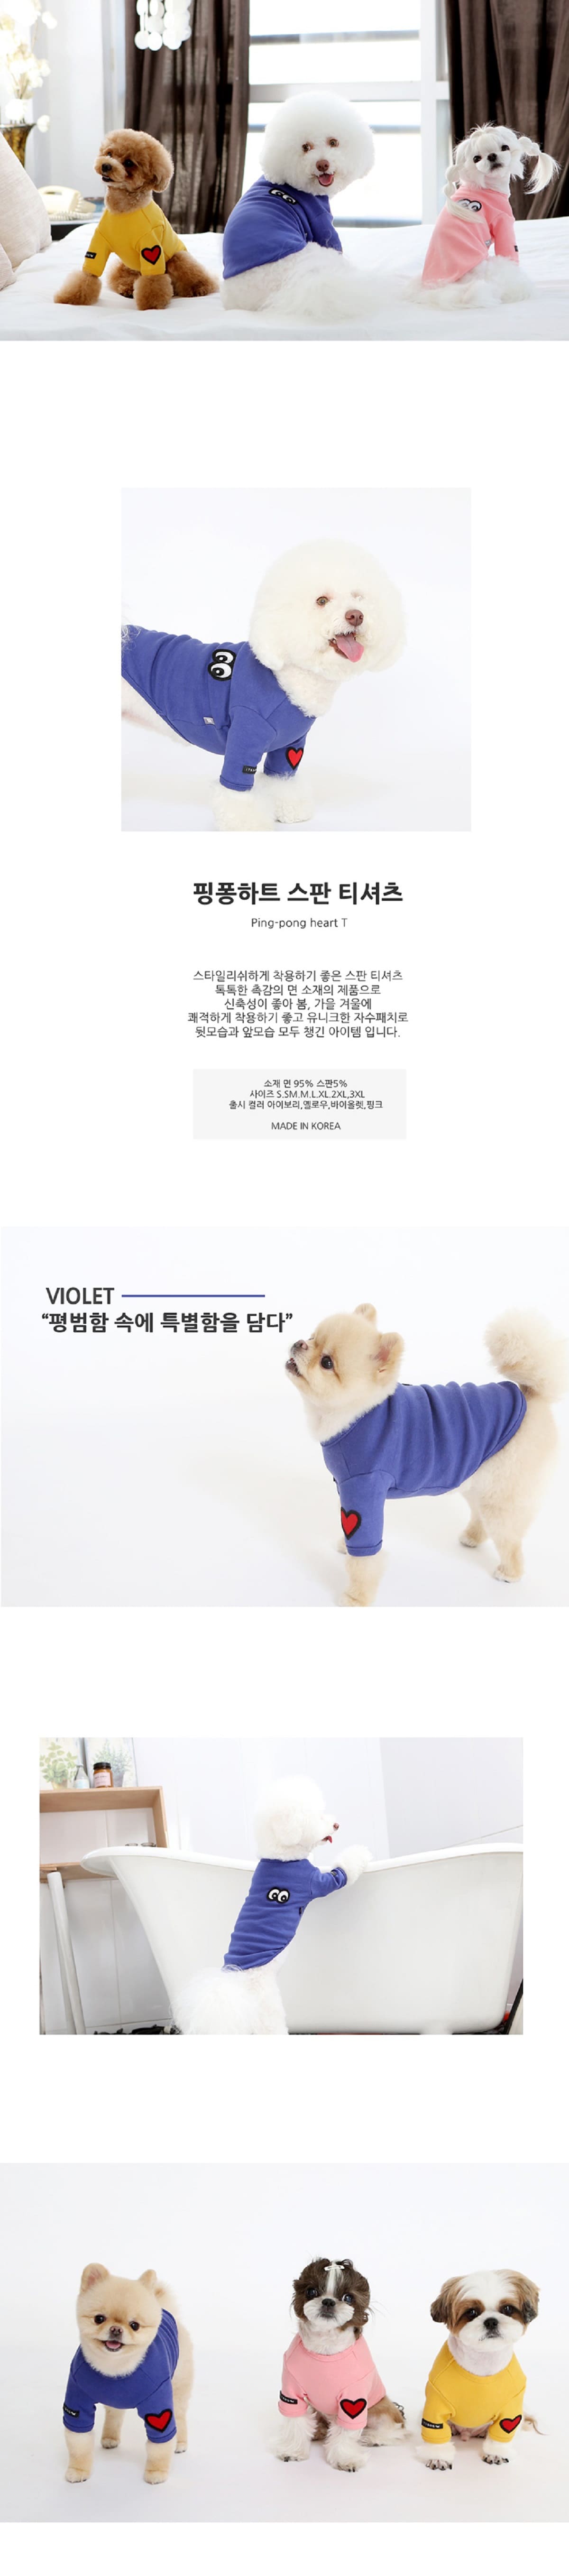 핑퐁하트 스판 티셔츠
Ping-pong heart T
스타일리쉬하게 착용하기 좋은 스판 티셔츠
톡톡한 촉감의 면 소재의 제품으로
신축성이 좋아 봄, 가을 겨울에
쾌적하게 착용하기 좋고 유니크한 자수패치로
뒷모습과 앞모습 모두 챙긴 아이템 입니다.
소재 면 95% 스판5%
사이즈 S.SM.M.L.XL.2XL,3XL
출시 컬러 아이보리,옐로우,바이올렛,핑크
MADE IN KOREA
VIOLET
“평범함 속에 특별함을 담다”